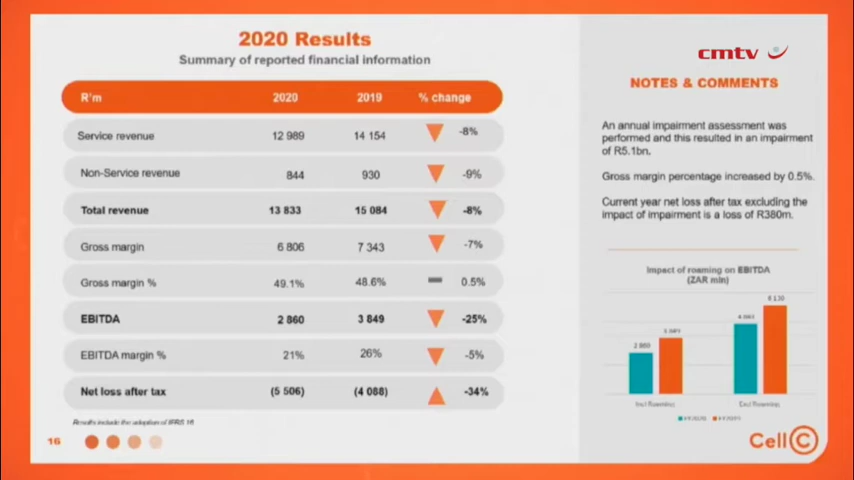 2020 Results
Summary of reported financial information
R'm 2020 2019 % change
Service revenue 12 989 14 154 -8%
Non-Service revenue 844 930 -9%
Total revenue 13 833 15 084 -8%
Gross margin 6 806 7 343 -7%
Gross margin % 49.1% 48.6% 0.5%
EBITDA 2 860 3 849 -25%
EBITDA margin % 21% 26% -5%
Net loss after tax (5 506) (4 088) -34%
Results include the adoption of IFRS 16
16
cmtv
NOTES & COMMENTS
An annual impairment assessment was
performed and this resulted in an impairment
of R5.1bn.
Gross margin percentage increased by 0.5%.
Current year net loss after tax excluding the
impact of impairment is a loss of R380m.
Impact of roaming on EBITDA
(ZAR mln)
2 860 3 849
Incl Roaming Excl Roaming
Cell C